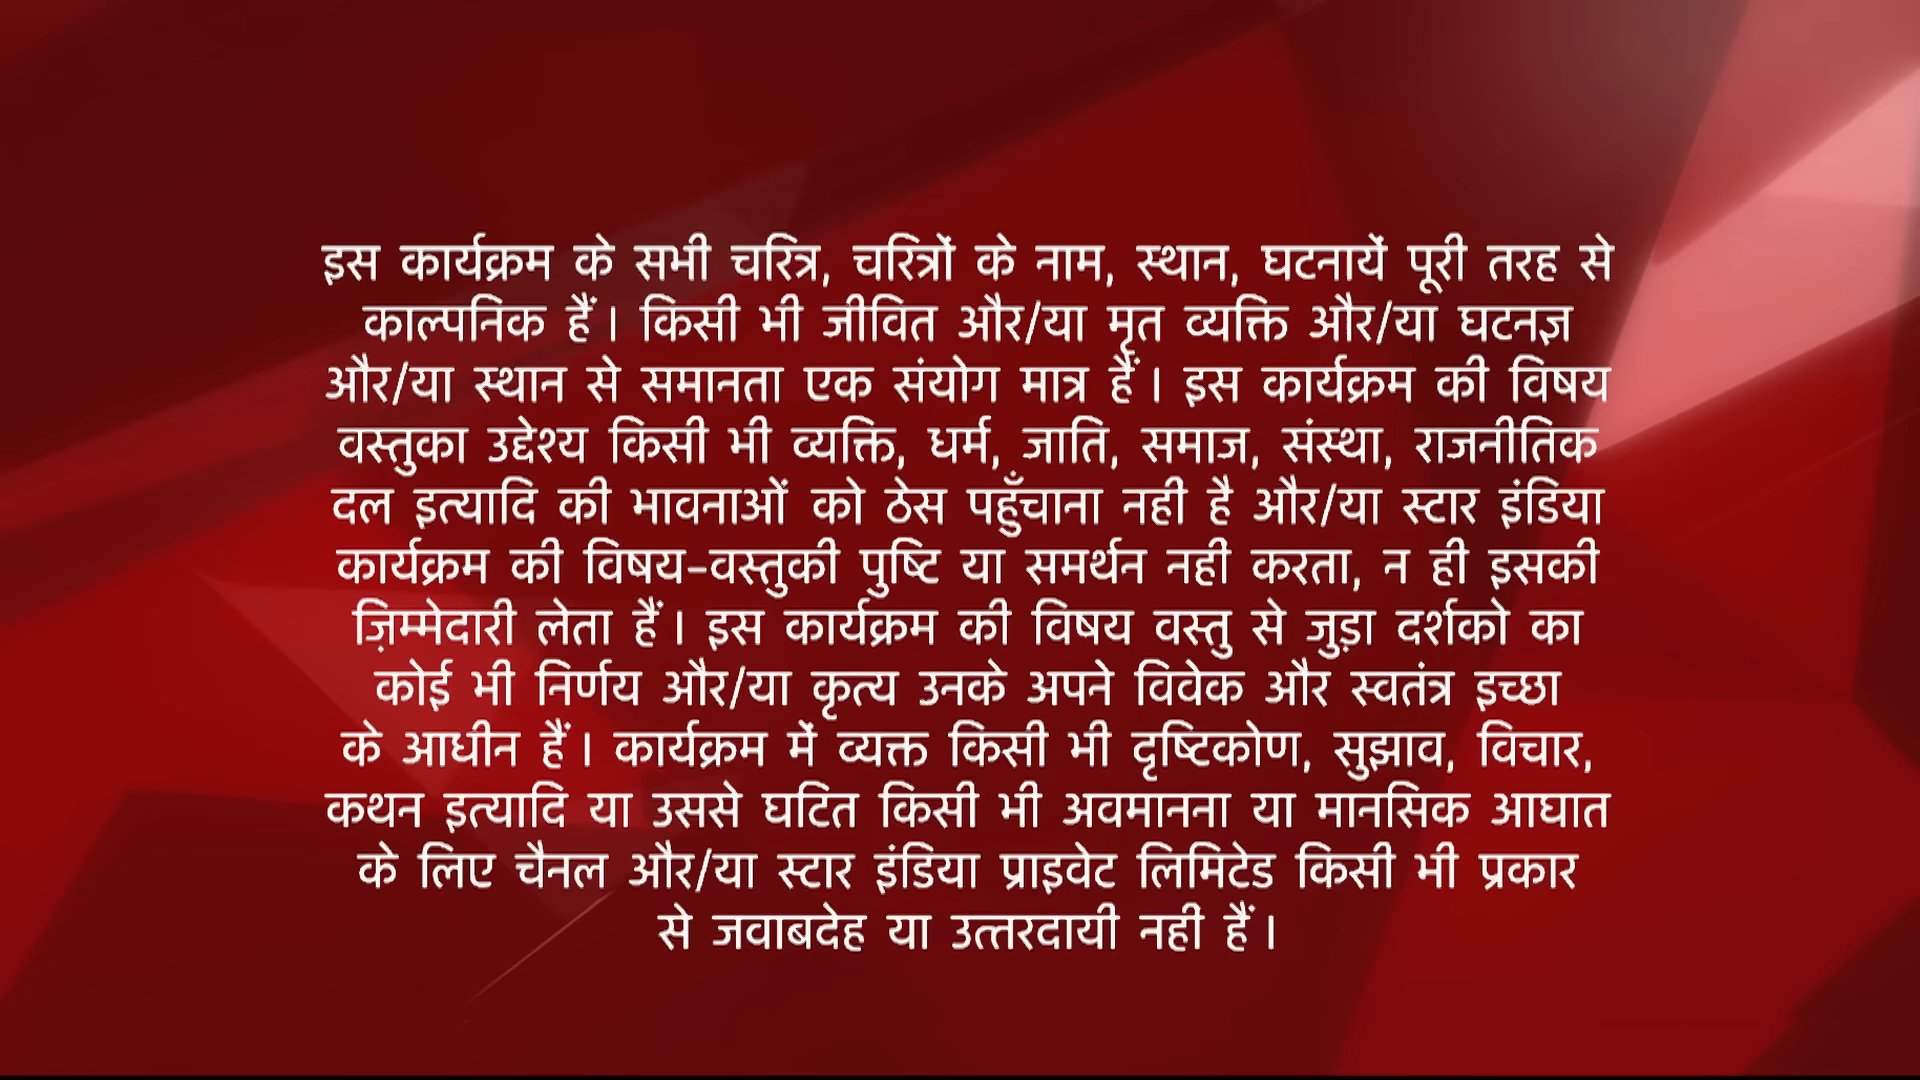 इस कार्यक्रम के सभी चरित्र, चरित्रों के नाम, स्थान, घटनायें पूरी तरह से
काल्पनिक हैं। किसी भी जीवित और/या मृत व्यक्ति और/या घटनज्ञ
और/या स्थान से समानता एक संयोग मात्र हैं। इस कार्यक्रम की विषय
वस्तुका उद्देश्य किसी भी व्यक्ति, धर्म, जाति, समाज, संस्था, राजनीतिक
दल इत्यादि की भावनाओं को ठेस पहुँचाना नही है और/या स्टार इंडिया
कार्यक्रम की विषय-वस्तुकी पुष्टि या समर्थन नहीं करता, न ही इसकी
ज़िम्मेदारी लेता हैं। इस कार्यक्रम की विषय वस्तु से जुड़ा दर्शको का
कोई भी निर्णय और/या कृत्य उनके अपने विवेक और स्वतंत्र इच्छा
के आधीन हैं। कार्यक्रम में व्यक्त किसी भी दृष्टिकोण, सुझाव, विचार,
कथन इत्यादि या उससे घटित किसी भी अवमानना या मानसिक आघात
के लिए चैनल और/या स्टार इंडिया प्राइवेट लिमिटेड किसी भी प्रकार
से जवाबदेह या उत्तरदायी नहीं हैं।